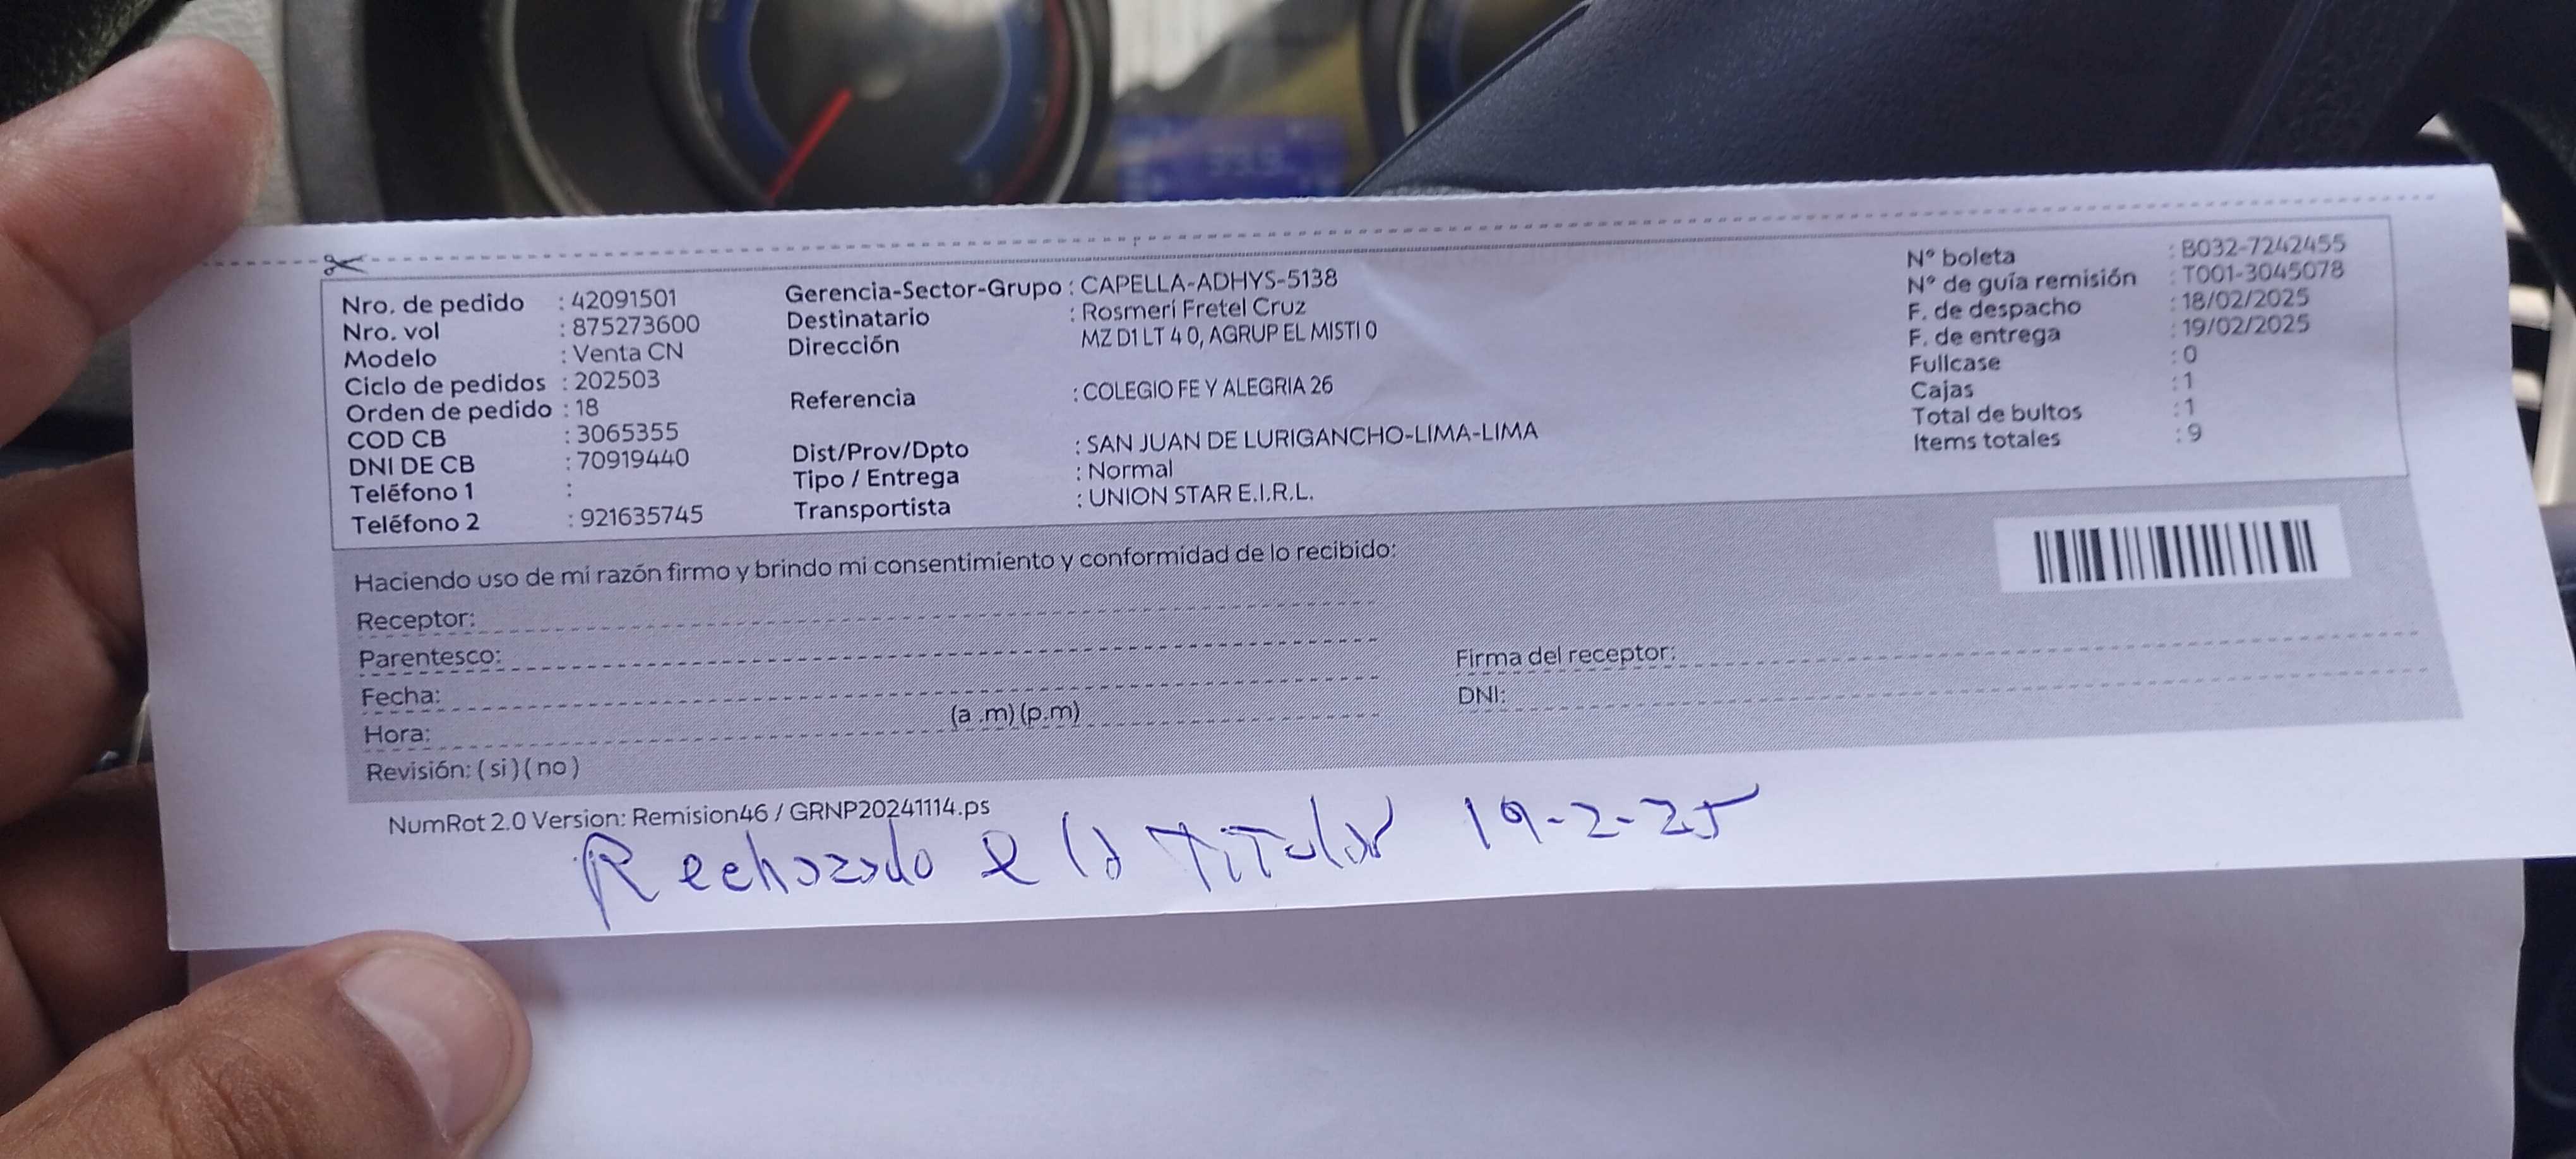 Nro. de pedido : 42091501
Nro. vol : 875273600
Modelo : Venta CN
Ciclo de pedidos : 202503
Orden de pedido : 18
COD CB : 3065355
DNI DE CB : 70919440
Teléfono 1 :
Teléfono 2 : 921635745
Gerencia-Sector-Grupo : CAPELLA-ADHYS-5138
Destinatario : Rosmeri Fretel Cruz
Dirección MZ D1 LT 4 0, AGRUP EL MISTI 0
Referencia : COLEGIO FE Y ALEGRIA 26
Dist/Prov/Dpto : SAN JUAN DE LURIGANCHO-LIMA-LIMA
Tipo / Entrega : Normal
Transportista : UNION STAR E.I.R.L.
N° boleta : B032-7242455
N° de guía remisión : T001-3045078
F. de despacho : 18/02/2025
F. de entrega : 19/02/2025
Fullcase : 0
Cajas : 1
Total de bultos : 1
Items totales : 9
Haciendo uso de mi razón firmo y brindo mi consentimiento y conformidad de lo recibido:
Receptor:
Parentesco:
Fecha:
Hora: (a .m) (p.m)
Revisión: ( si ) ( no )
Firma del receptor:
DNI:
NumRot 2.0 Version: Remision46 / GRNP20241114.ps
Rechazado e la Titular 19-2-25